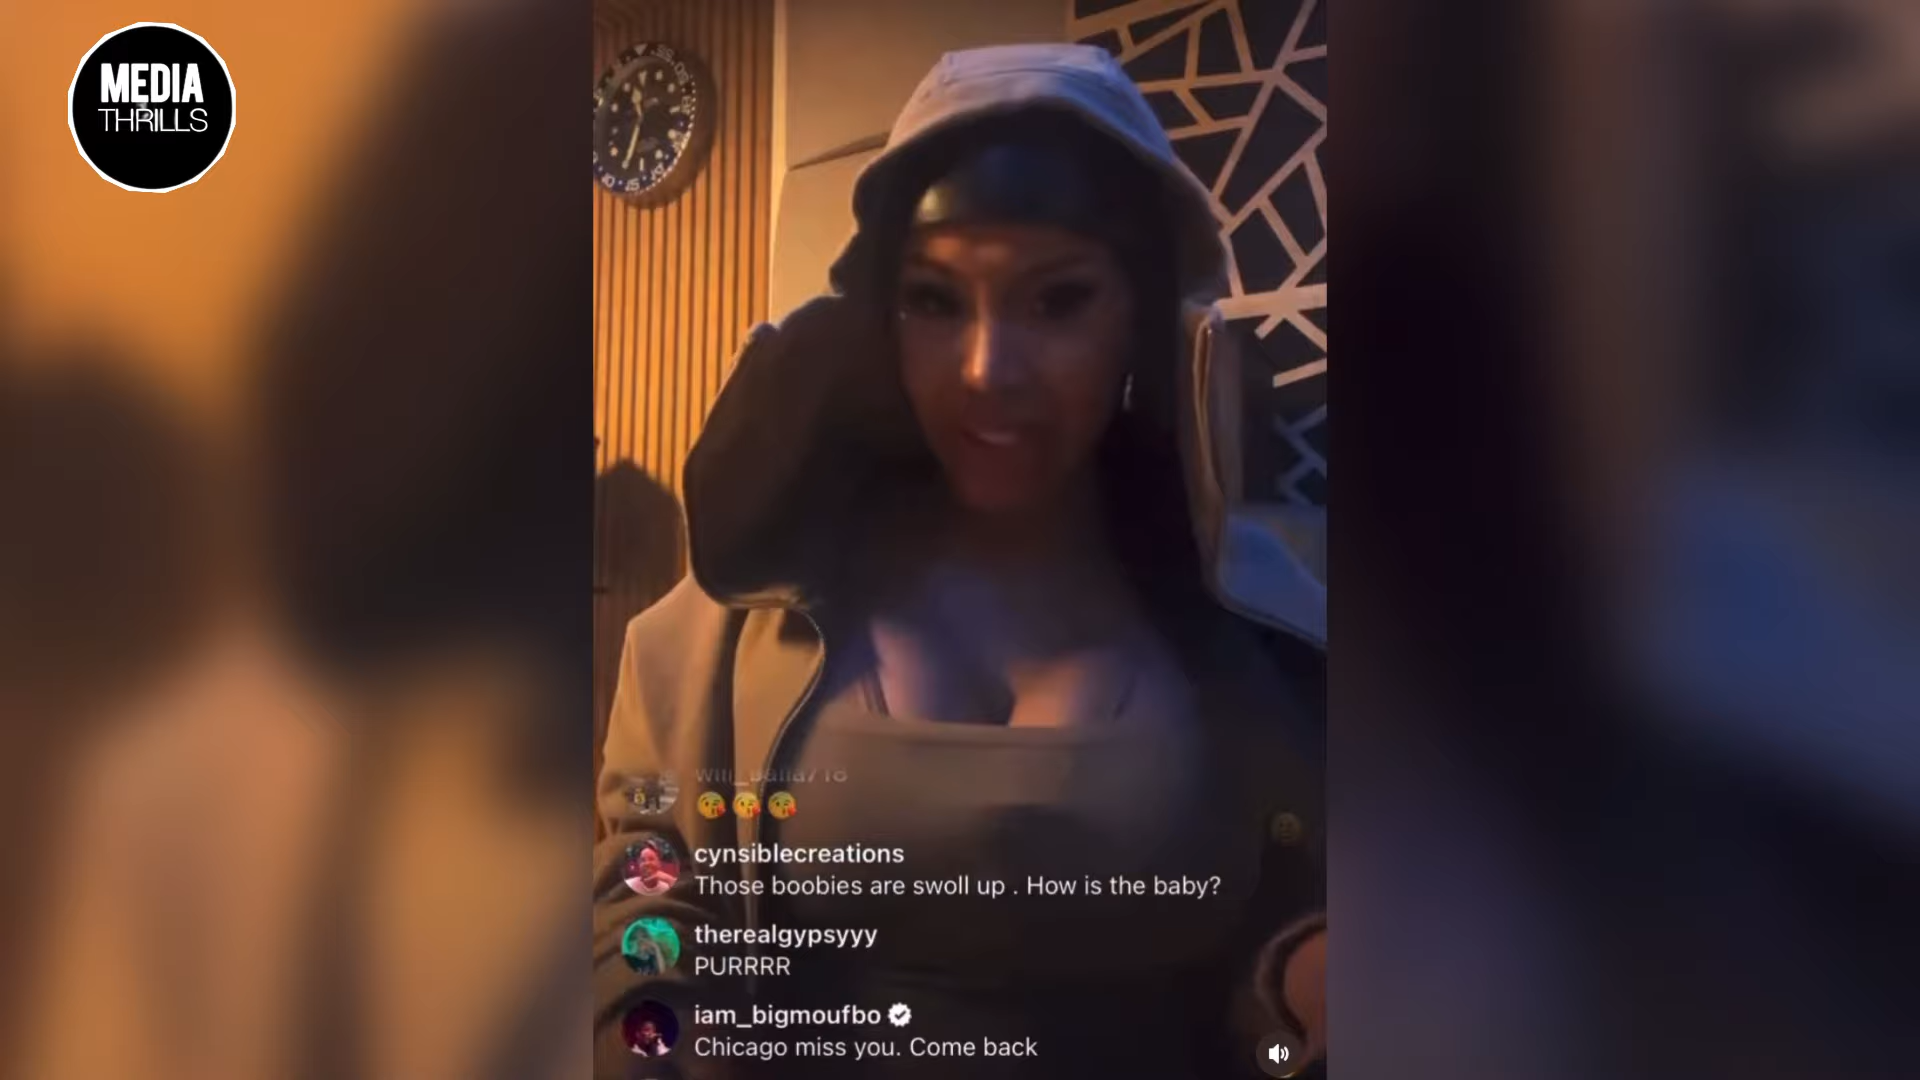 MEDIA
THRILLS
😘😘😘
cynsiblecreations
Those boobies are swoll up . How is the baby?
therealgypsyyy
PURRRR
iam_bigmoufbo
Chicago miss you. Come back